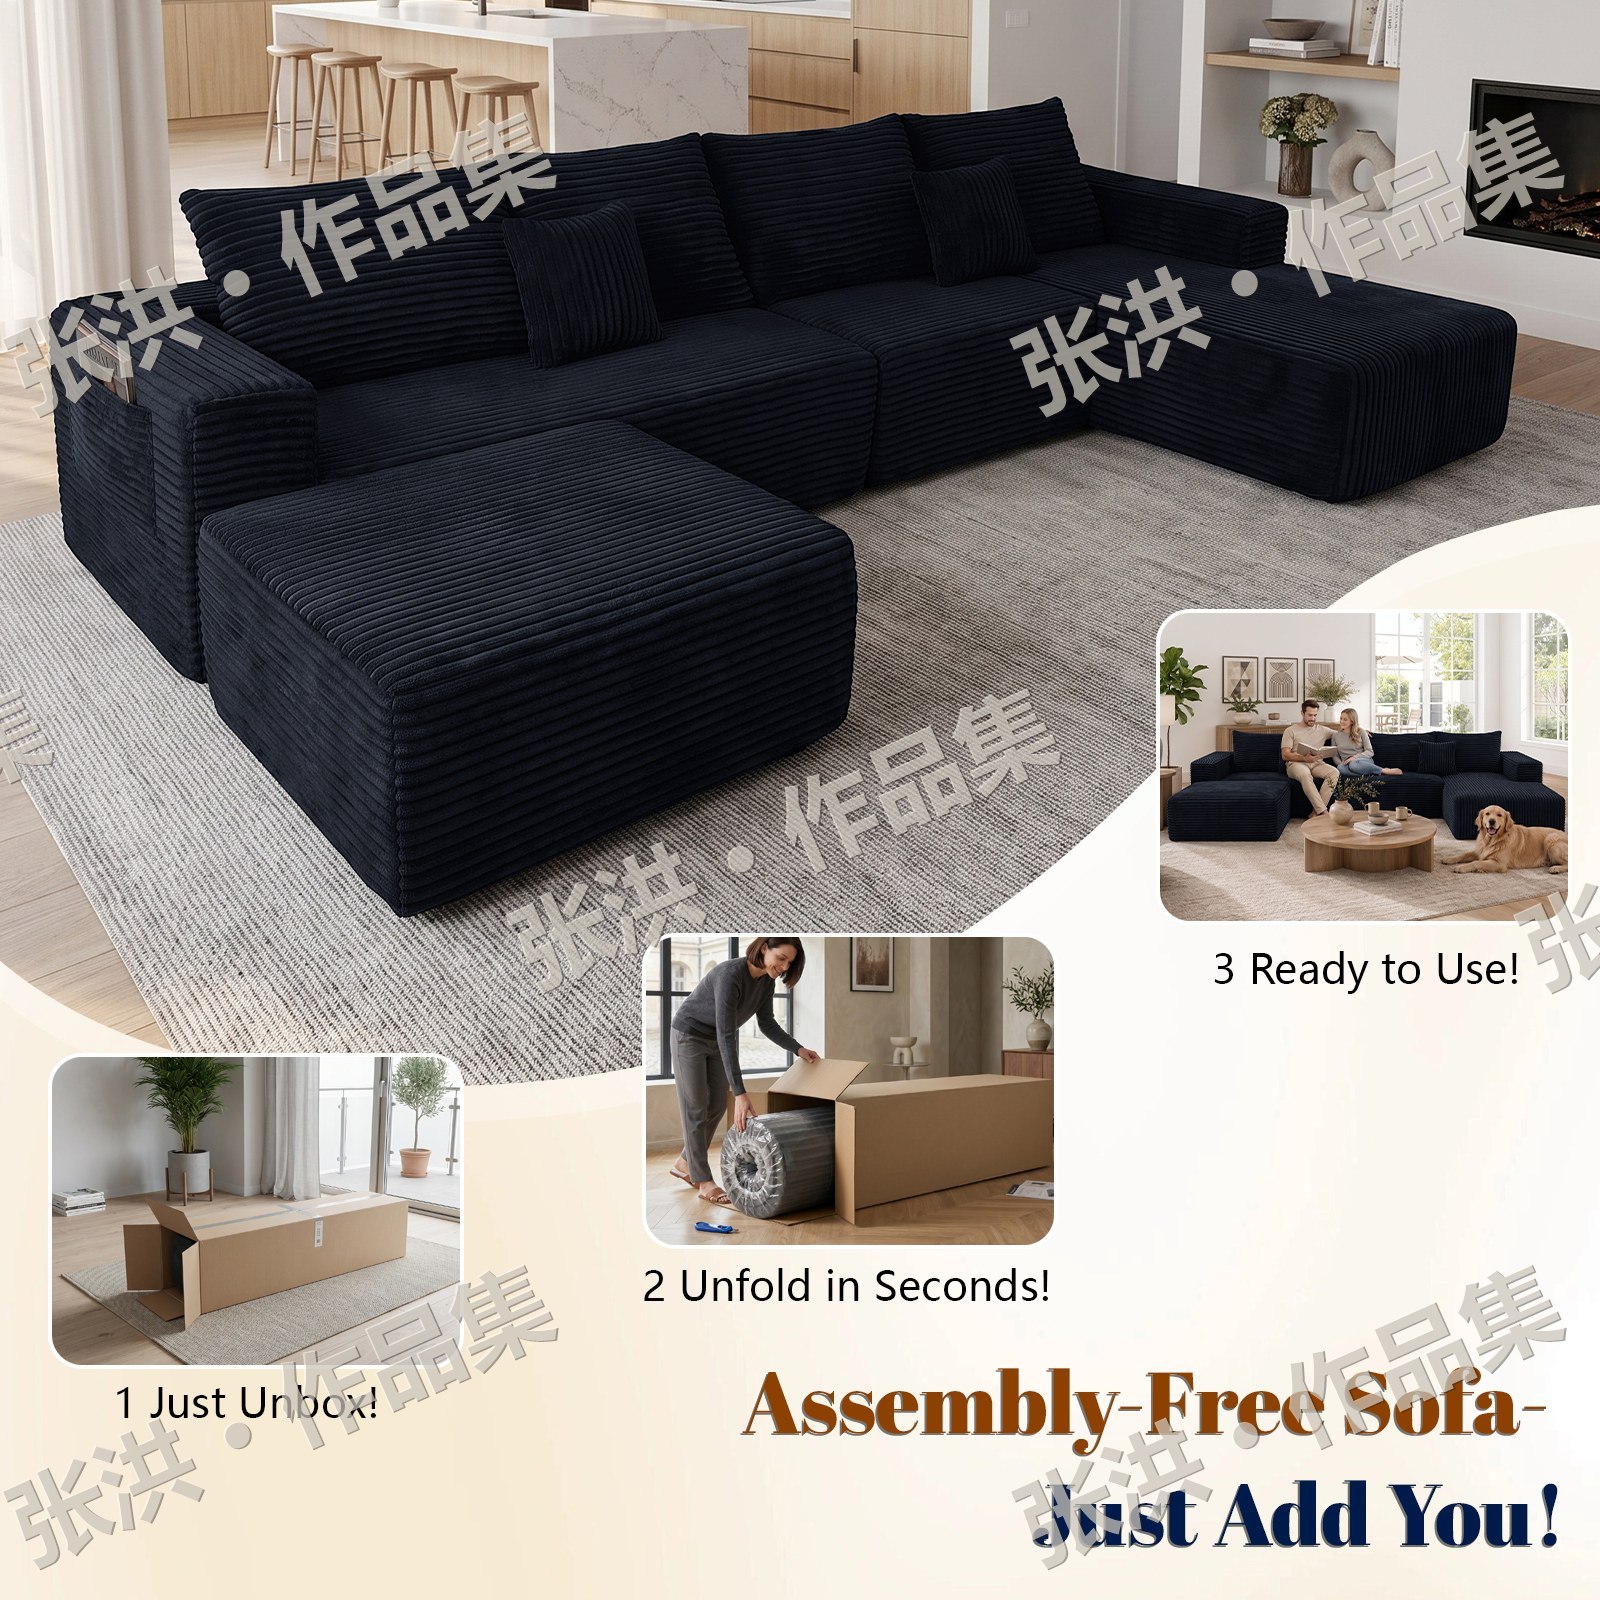 张洪·作品集
张洪·作品集
张洪·作品集
3 Ready to Use!
2 Unfold in Seconds!
1 Just Unbox!
张洪·作品集
Assembly-Free Sofa-
Just Add You!
张洪·作品集